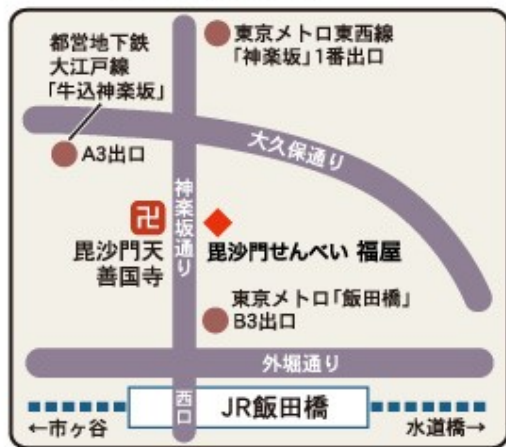 都営地下鉄
大江戸線
「牛込神楽坂」
A3出口
東京メトロ東西線
「神楽坂」1番出口
大久保通り
神楽坂通り
卍
毘沙門天
善国寺
毘沙門せんべい 福屋
東京メトロ「飯田橋」
B3出口
外堀通り
西口
JR飯田橋
←市ヶ谷
水道橋→